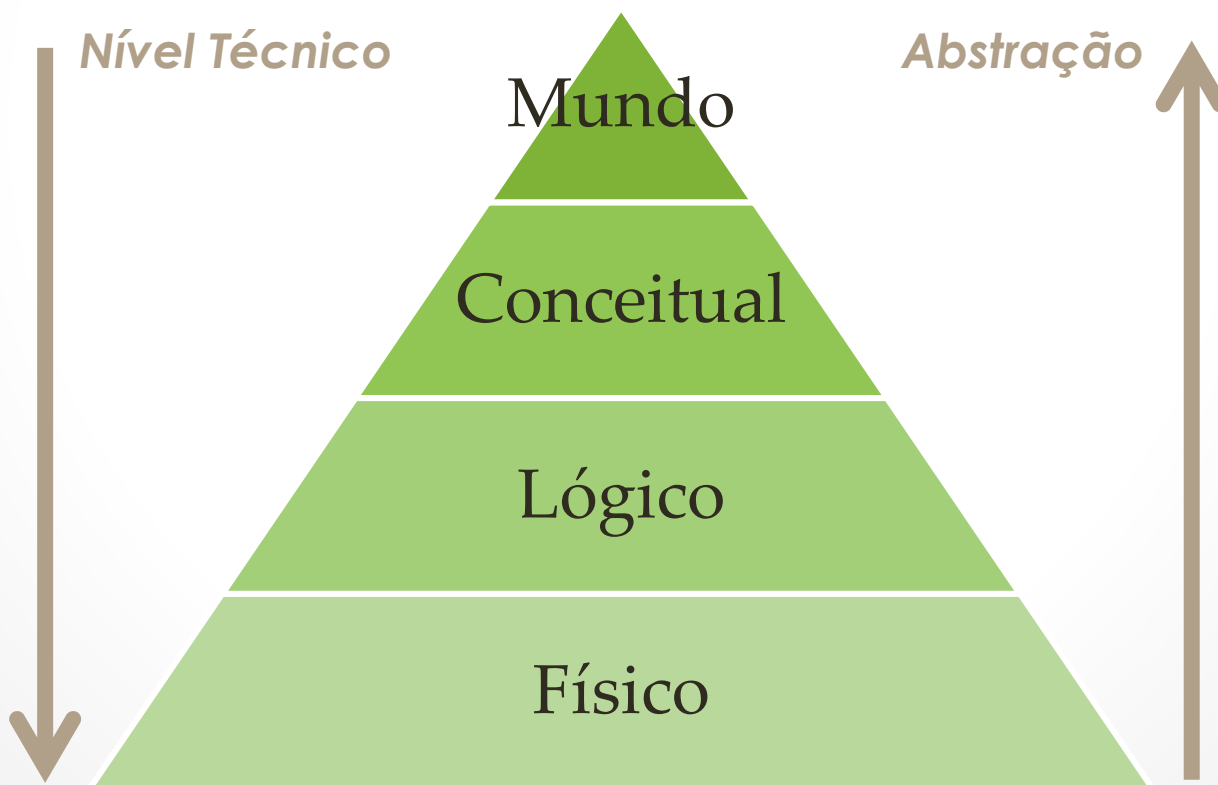 Nível Técnico
Abstração
Mundo
Conceitual
Lógico
Físico